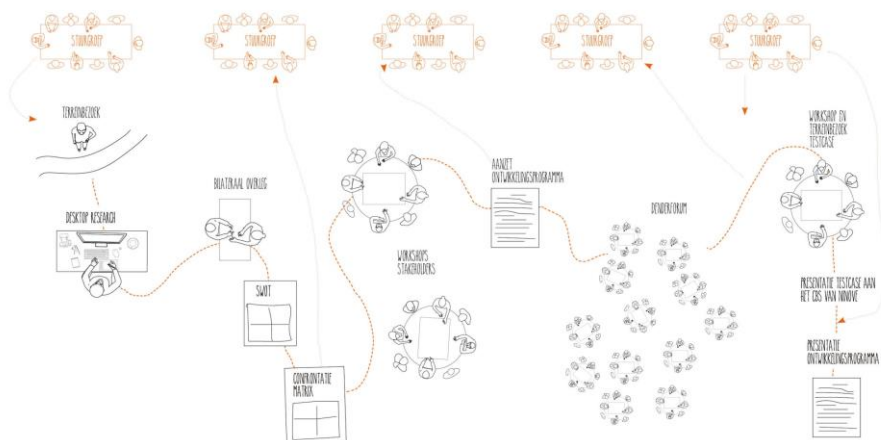 STUURGROEP
STUURGROEP
STUURGROEP
STUURGROEP
STUURGROEP
TERREINBEZOEK
DESKTOP RESEARCH
BILATERAAL OVERLEG
SWOT
CONFRONTATIE
MATRIX
WORKSHOPS
STAKEHOLDERS
AANZET
ONTWIKKELINGSPROGRAMMA
DENDERFORUM
WORKSHOP EN
TERREINBEZOEK
TESTCASE
PRESENTATIE TESTCASE AAN
HET CBS VAN NINOVE
PRESENTATIE
ONTWIKKELINGSPROGRAMMA